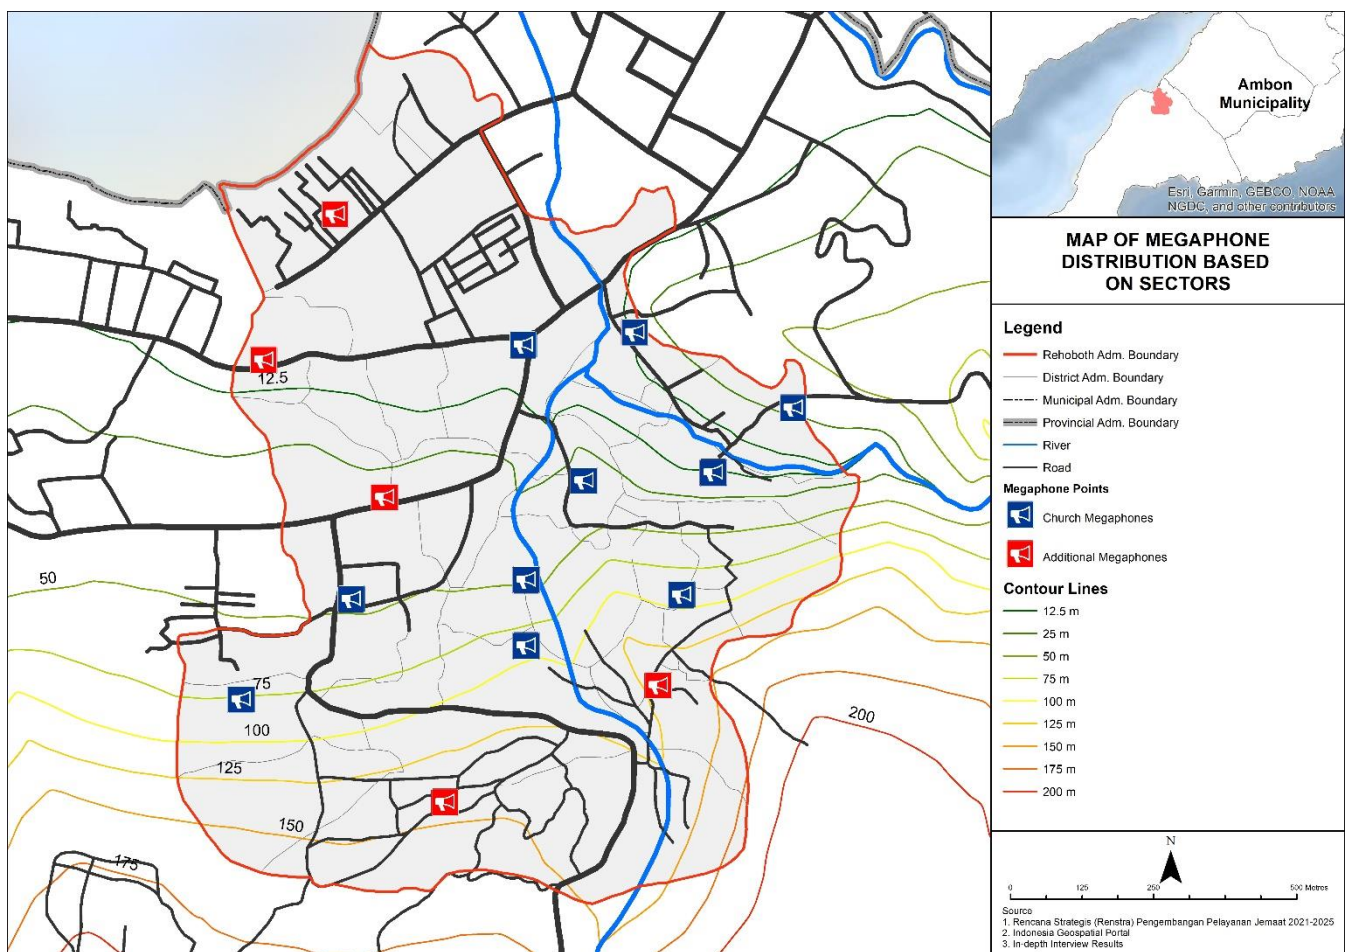 Ambon
Municipality
Esri, Garmin, GEBCO, NOAA
NGDC, and other contributors
MAP OF MEGAPHONE
DISTRIBUTION BASED
ON SECTORS
Legend
Rehoboth Adm. Boundary
District Adm. Boundary
Municipal Adm. Boundary
Provincial Adm. Boundary
River
Road
Megaphone Points
Church Megaphones
Additional Megaphones
Contour Lines
12.5 m
25 m
50 m
75 m
100 m
125 m
150 m
175 m
200 m
N
0 125 250 500 Metres
Source
1. Rencana Strategis (Renstra) Pengembangan Pelayanan Jemaat 2021-2025
2. Indonesia Geospatial Portal
3. In-depth Interview Results
12.5
50
75
100
125
150
175
200